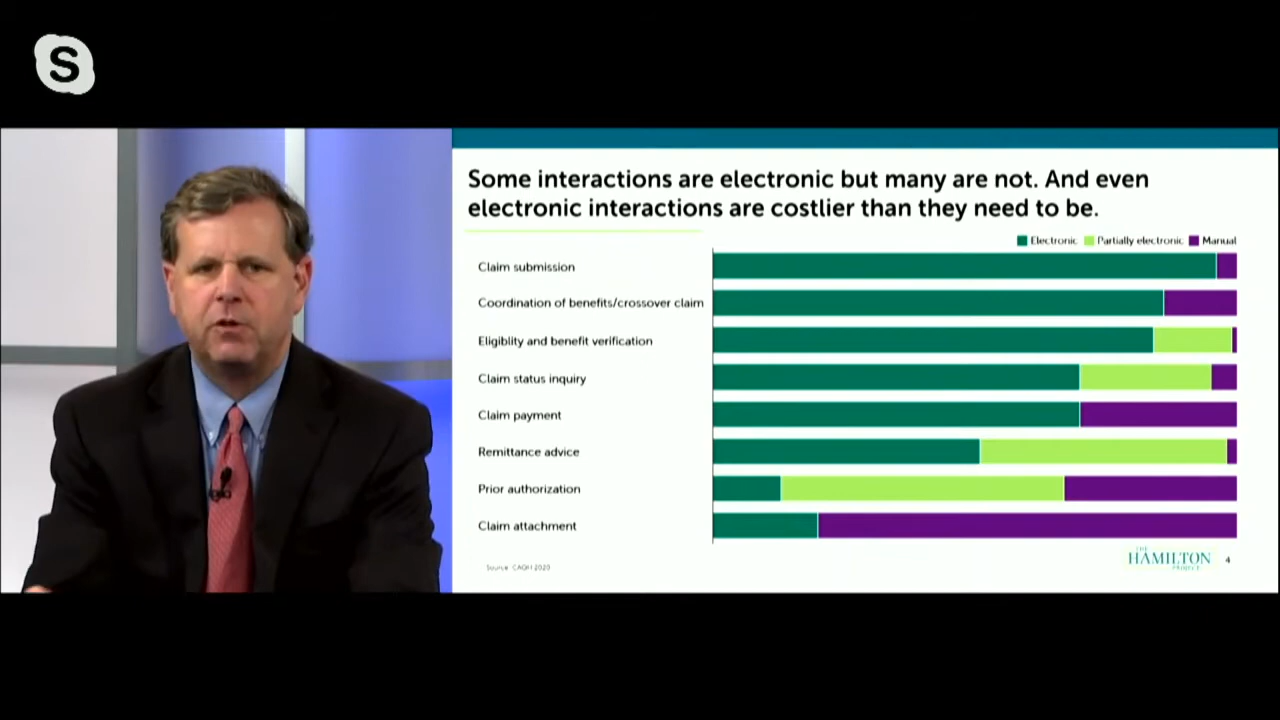 S
Some interactions are electronic but many are not. And even
electronic interactions are costlier than they need to be.
Electronic Partially electronic Manual
Claim submission
Coordination of benefits/crossover claim
Eligiblity and benefit verification
Claim status inquiry
Claim payment
Remittance advice
Prior authorization
Claim attachment
Source: CAQH 2020
THE
HAMILTON
PROJECT
4